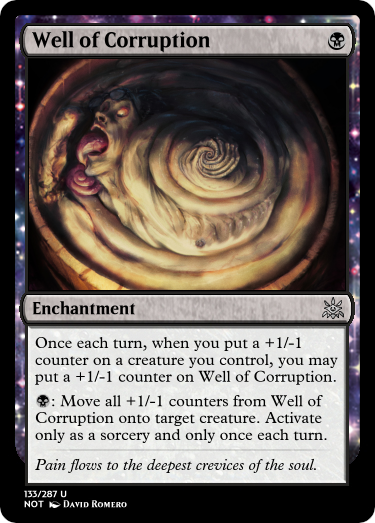 Well of Corruption
Enchantment
Once each turn, when you put a +1/-1
counter on a creature you control, you may
put a +1/-1 counter on Well of Corruption.
: Move all +1/-1 counters from Well of
Corruption onto target creature. Activate
only as a sorcery and only once each turn.
Pain flows to the deepest crevices of the soul.
133/287 U
NOT David Romero